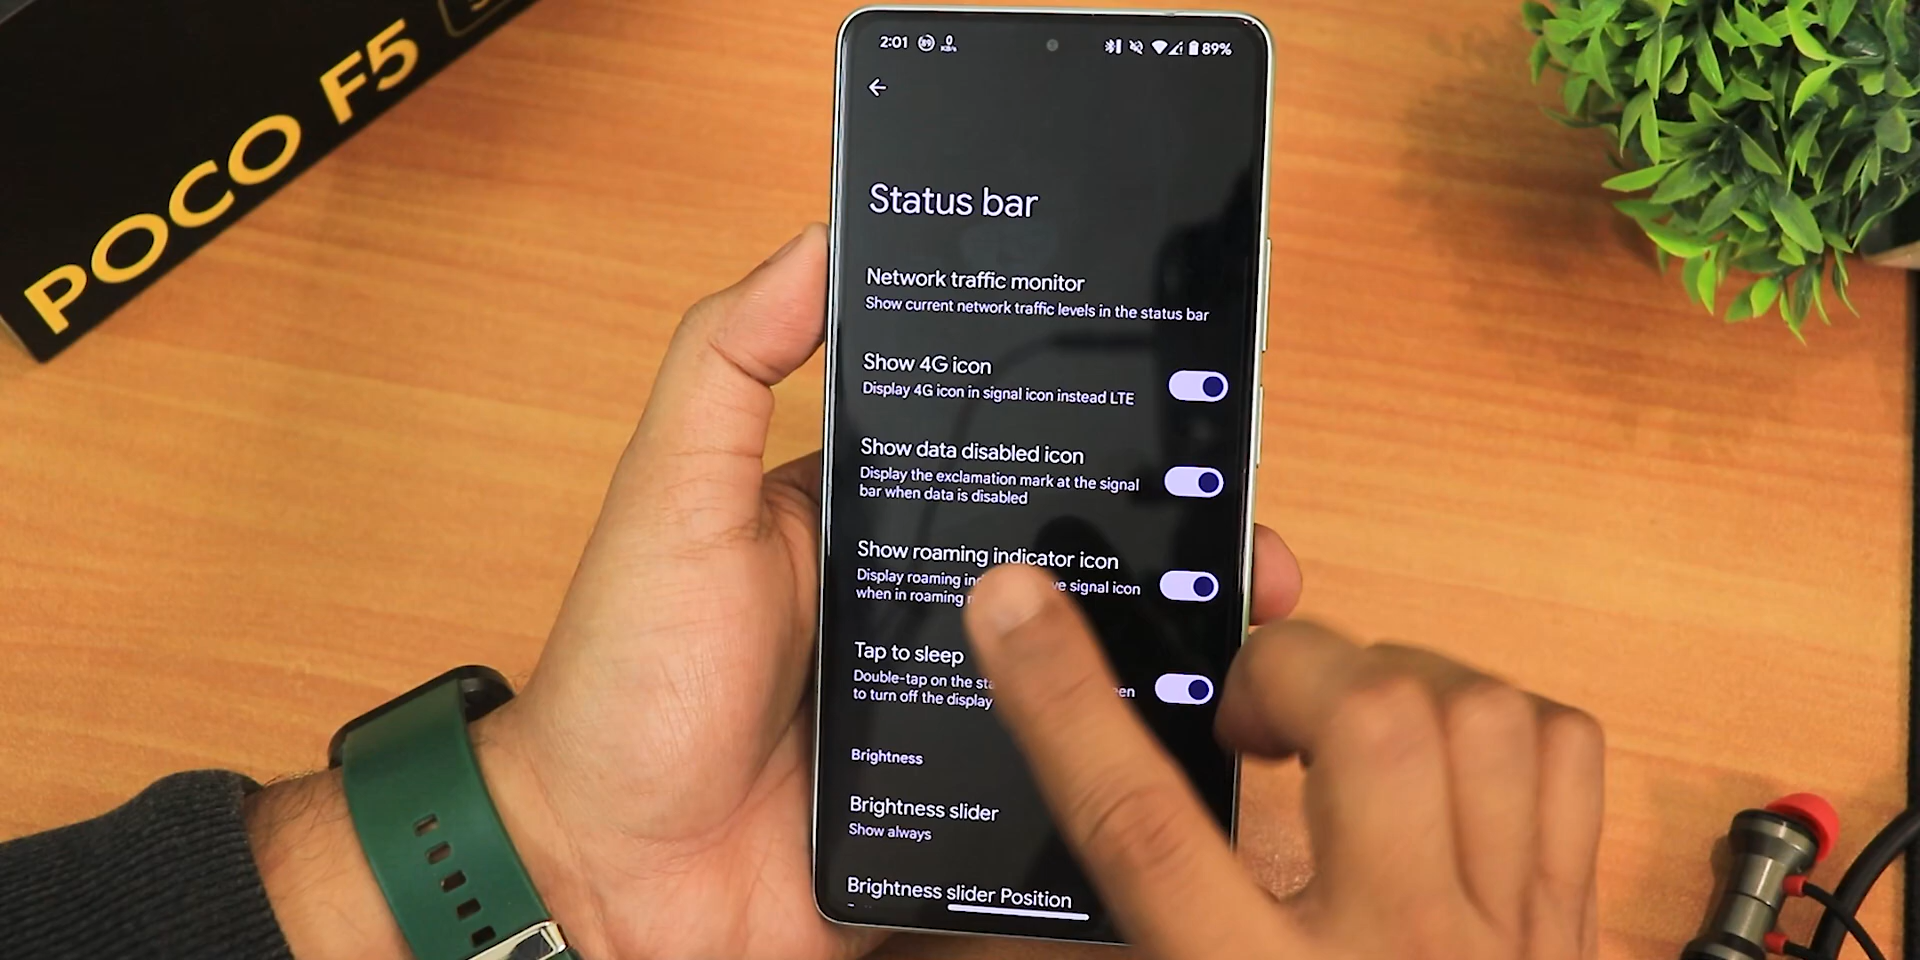 POCO F5
2:01 89 0 KB/s 89%
Status bar
Network traffic monitor
Show current network traffic levels in the status bar
Show 4G icon
Display 4G icon in signal icon instead LTE
Show data disabled icon
Display the exclamation mark at the signal
bar when data is disabled
Show roaming indicator icon
Display roaming signal icon
when in roaming
Tap to sleep
Double-tap on the
to turn off the display
Brightness
Brightness slider
Show always
Brightness slider Position